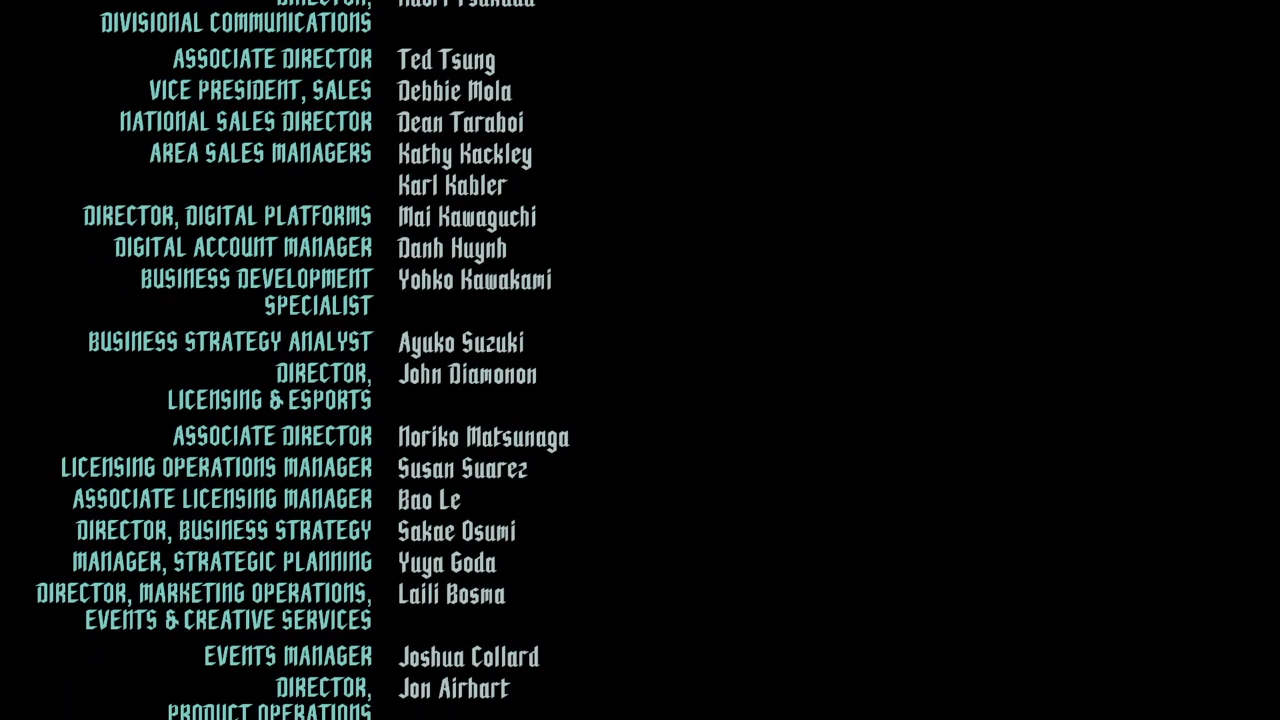 DIVISIONAL COMMUNICATIONS
ASSOCIATE DIRECTOR Ted Tsung
VICE PRESIDENT, SALES Debbie Mola
NATIONAL SALES DIRECTOR Dean Taraboi
AREA SALES MANAGERS Kathy Kackley
Karl Kahler
DIRECTOR, DIGITAL PLATFORMS Mai Kawaguchi
DIGITAL ACCOUNT MANAGER Danh Huynh
BUSINESS DEVELOPMENT Yohko Kawakami
SPECIALIST
BUSINESS STRATEGY ANALYST Ayuko Suzuki
DIRECTOR, John Diamonon
LICENSING & ESPORTS
ASSOCIATE DIRECTOR Noriko Matsunaga
LICENSING OPERATIONS MANAGER Susan Suarez
ASSOCIATE LICENSING MANAGER Bao Le
DIRECTOR, BUSINESS STRATEGY Sakae Osumi
MANAGER, STRATEGIC PLANNING Yuya Goda
DIRECTOR, MARKETING OPERATIONS, Laili Bosma
EVENTS & CREATIVE SERVICES
EVENTS MANAGER Joshua Collard
DIRECTOR, Jon Airhart
PRODUCT OPERATIONS